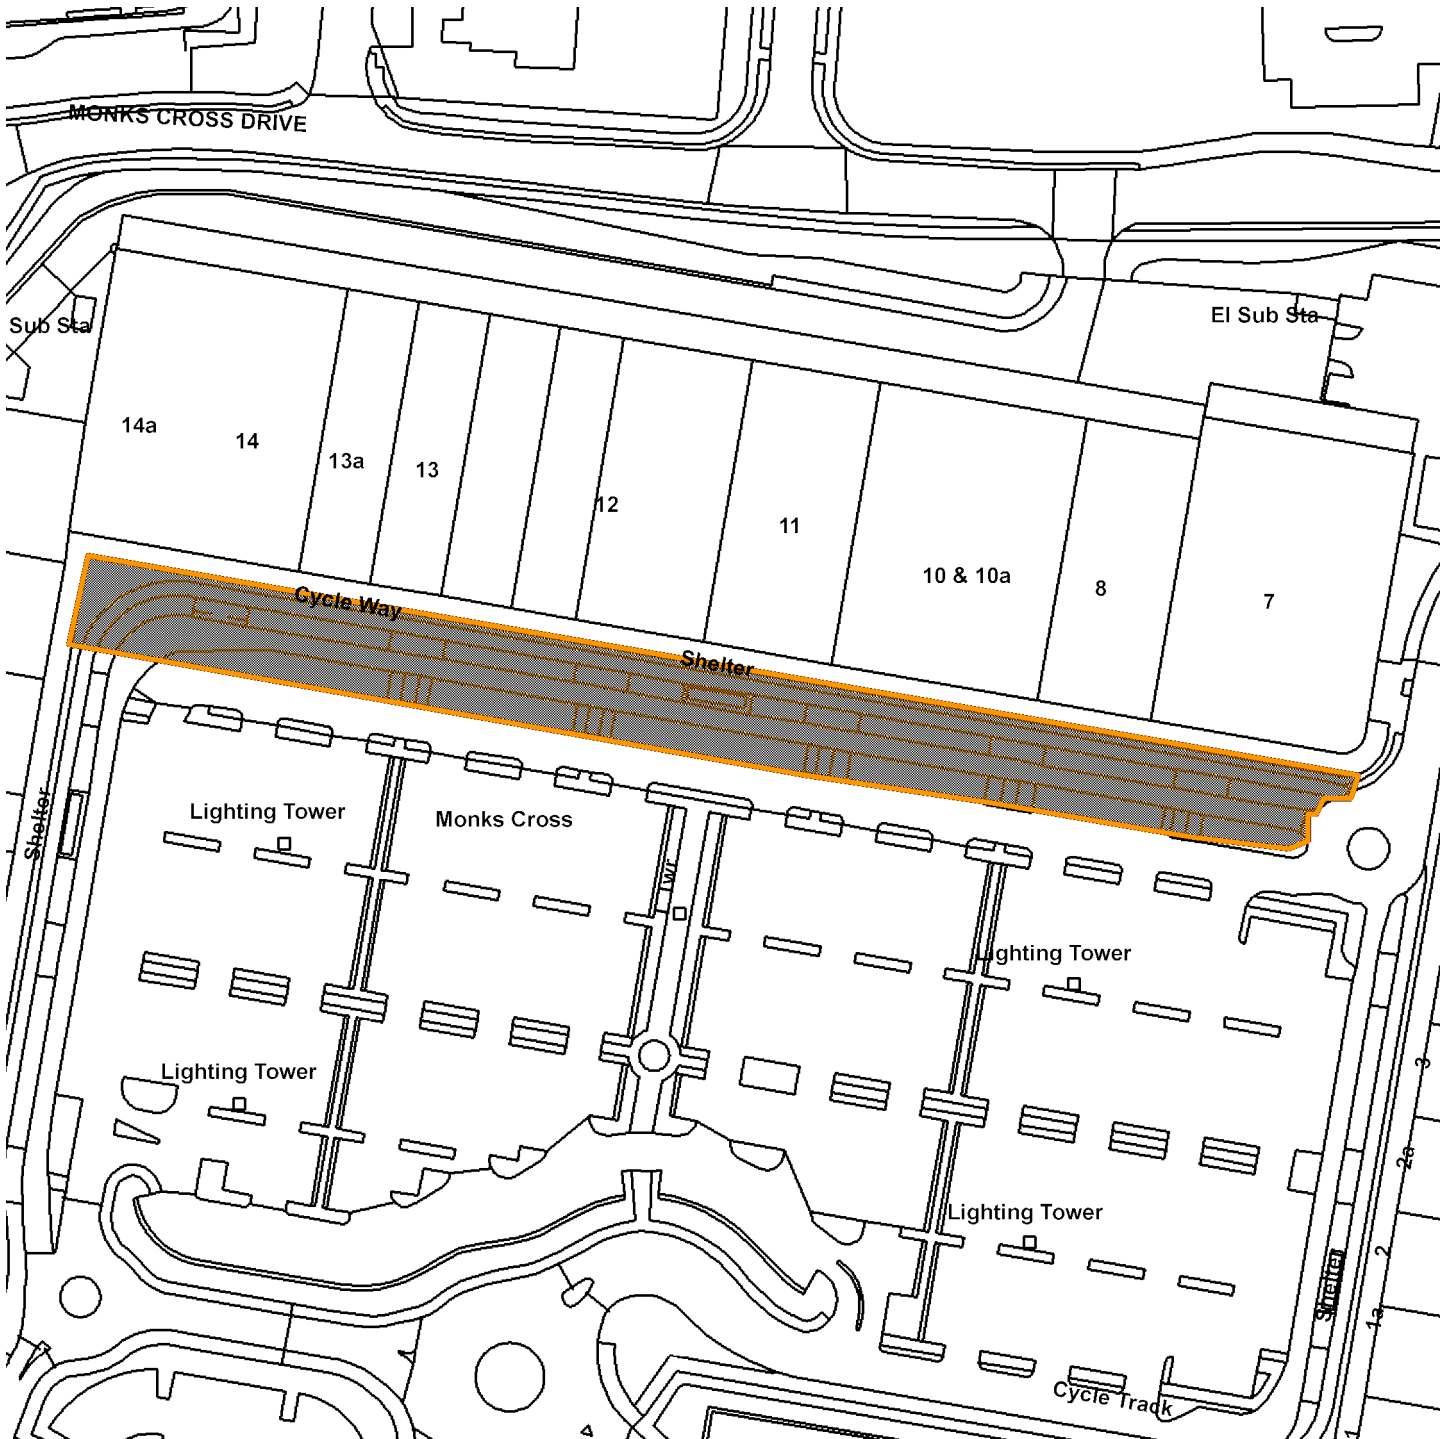 MONKS CROSS DRIVE
Sub Sta
El Sub Sta
14a
14
13a
13
12
11
10 & 10a
8
7
Cycle Way
Shelter
Shelter
Lighting Tower
Monks Cross
Twr
Lighting Tower
Lighting Tower
Lighting Tower
Shelter
Cycle Track
3
2a
2
1a
1